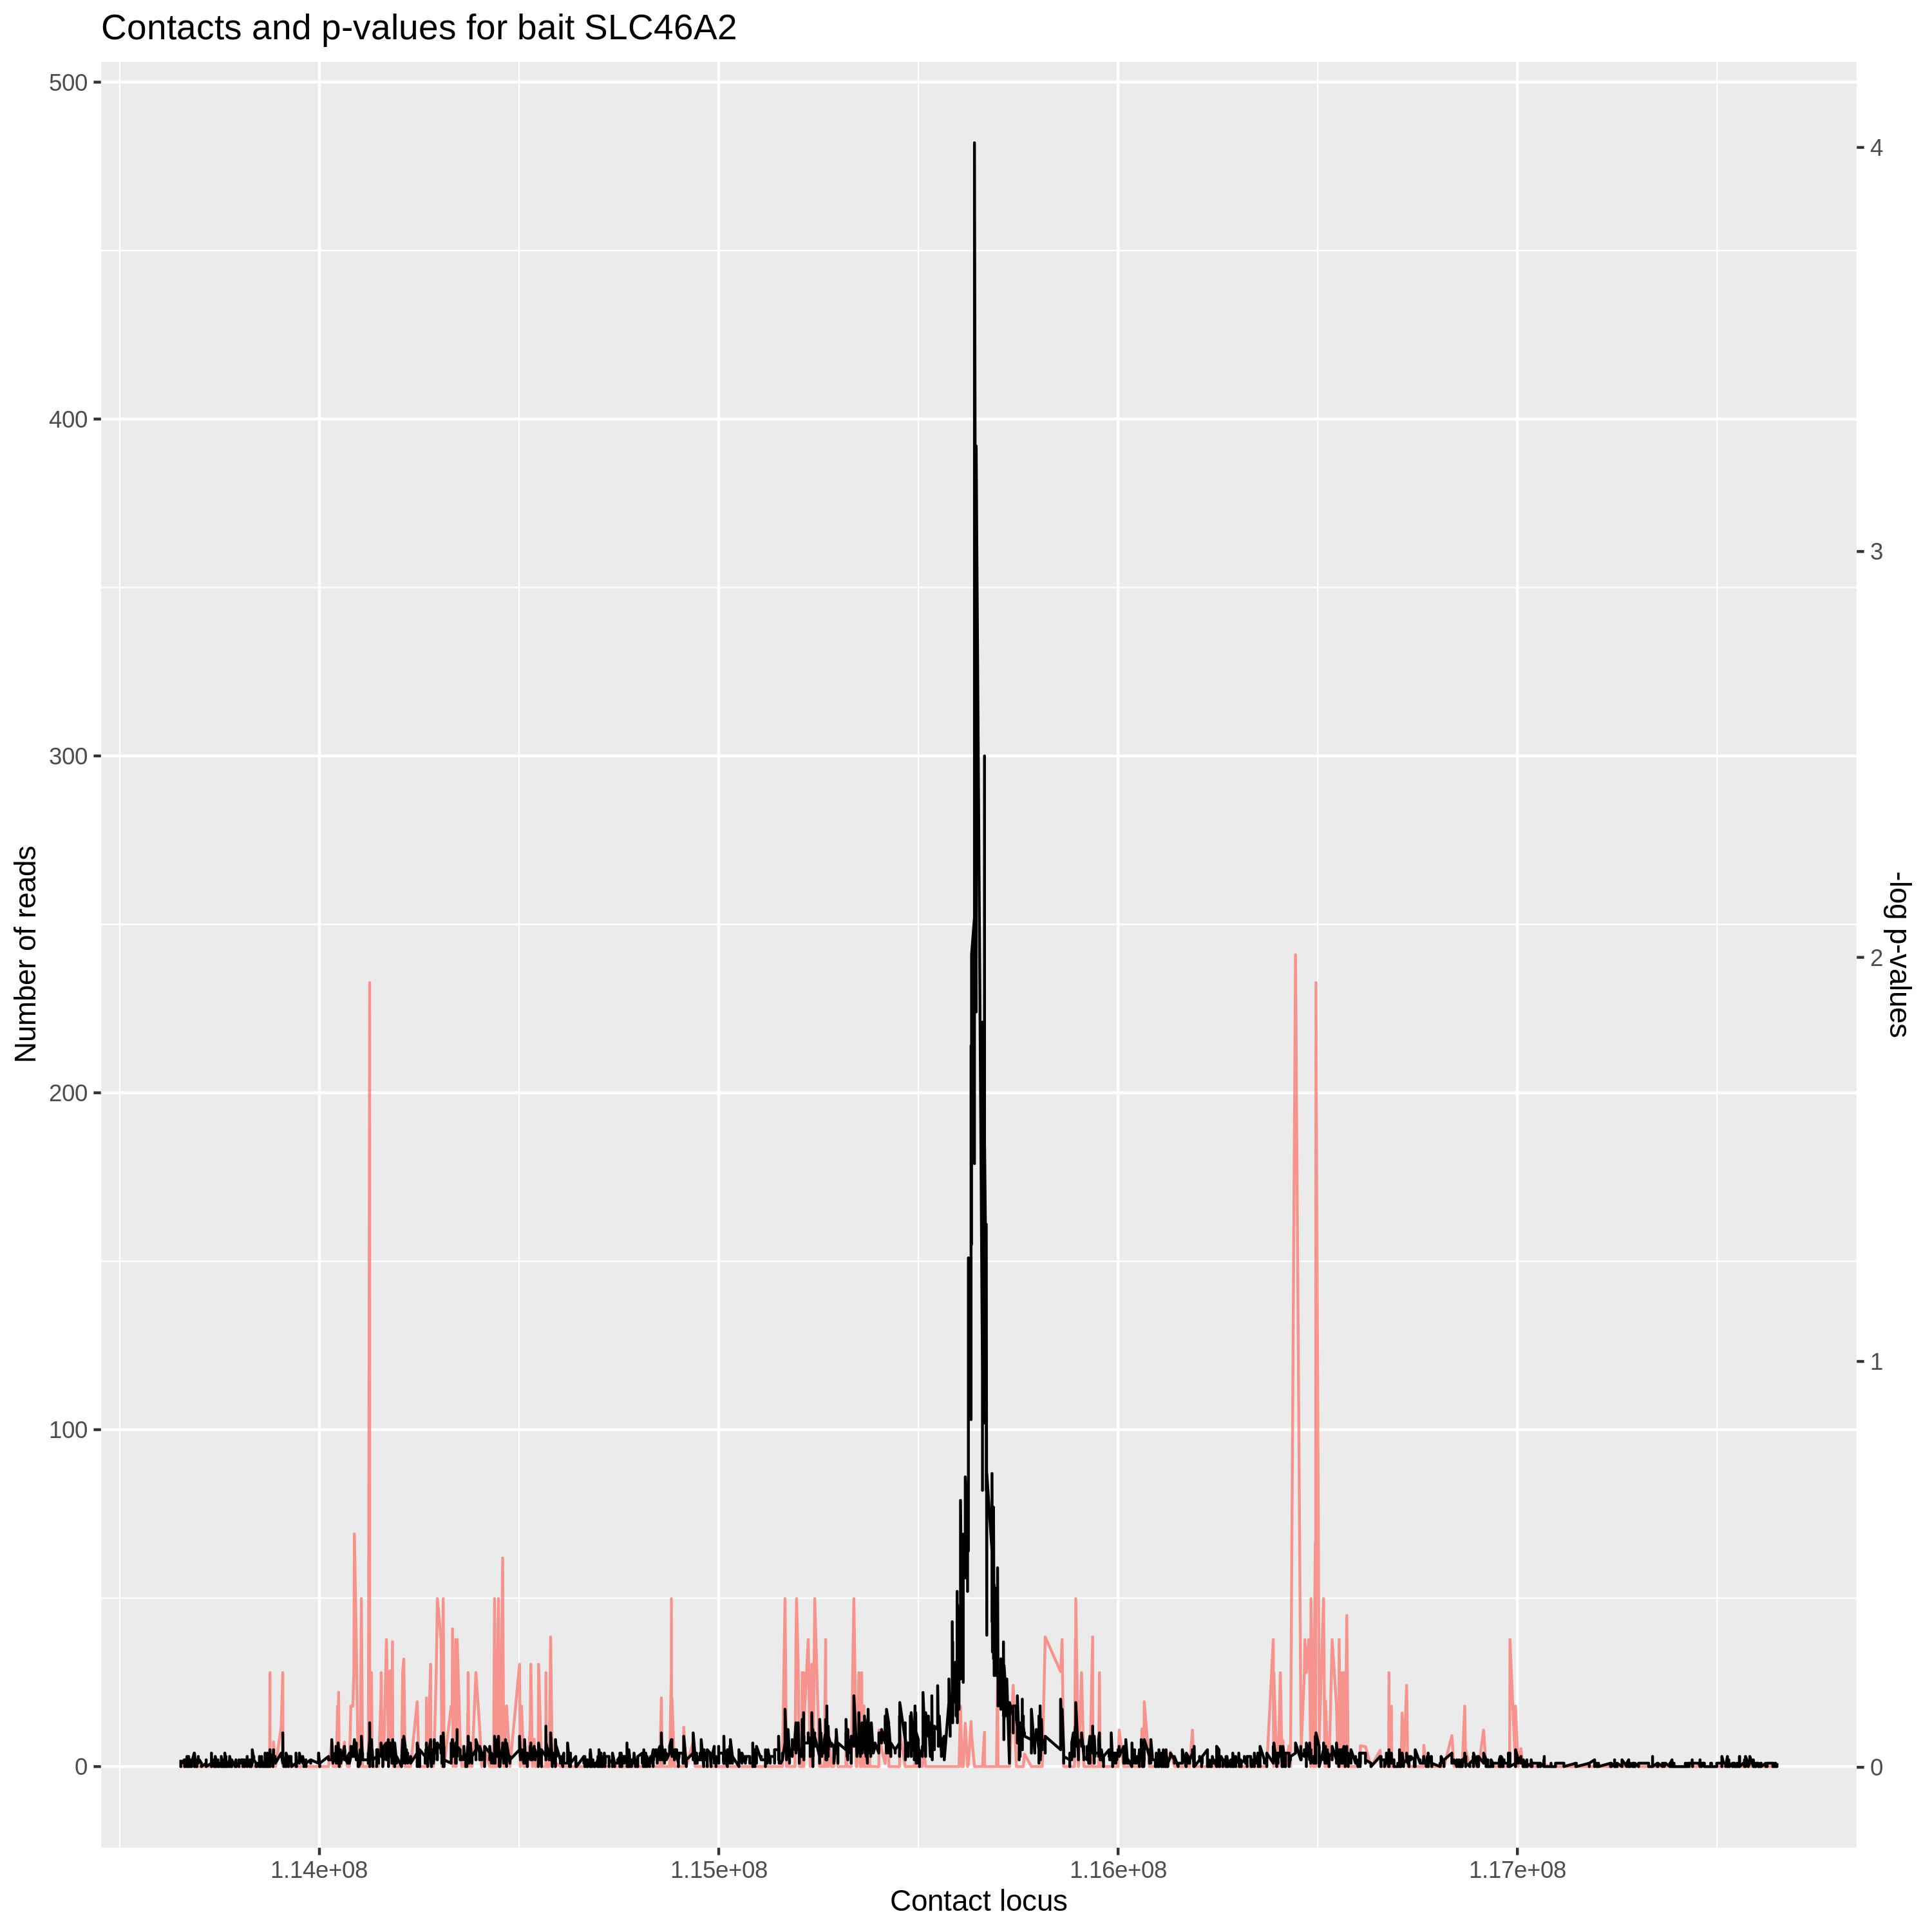 Contacts and p-values for bait SLC46A2
500
400
300
200
100
0
Number of reads
4
3
2
1
0
-log p-values
1.14e+08
1.15e+08
1.16e+08
1.17e+08
Contact locus